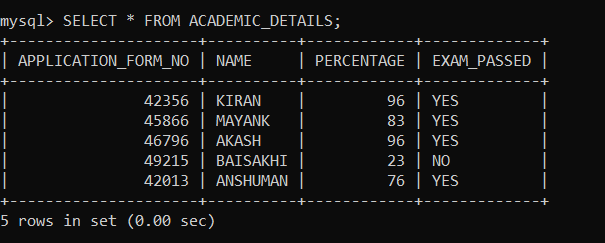 mysql> SELECT * FROM ACADEMIC_DETAILS;
+---------------------+----------+------------+-------------+
| APPLICATION_FORM_NO | NAME     | PERCENTAGE | EXAM_PASSED |
+---------------------+----------+------------+-------------+
|               42356 | KIRAN    |         96 | YES         |
|               45866 | MAYANK   |         83 | YES         |
|               46796 | AKASH    |         96 | YES         |
|               49215 | BAISAKHI |         23 | NO          |
|               42013 | ANSHUMAN |         76 | YES         |
+---------------------+----------+------------+-------------+
5 rows in set (0.00 sec)